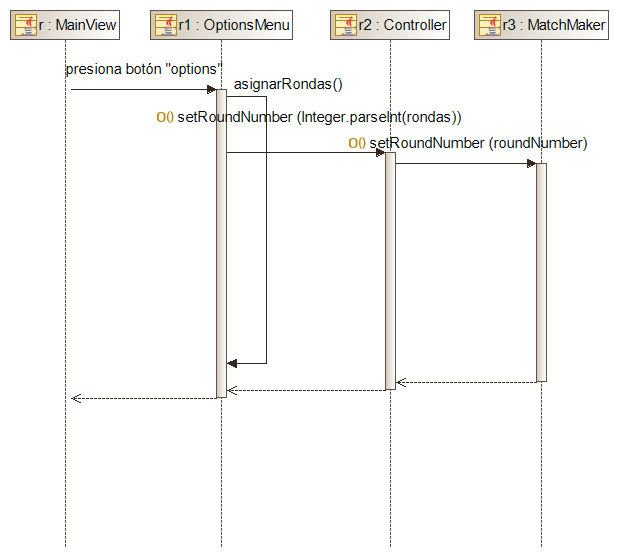 r : MainView
r1 : OptionsMenu
r2 : Controller
r3 : MatchMaker
presiona botón "options"
asignarRondas()
O() setRoundNumber (Integer.parseInt(rondas))
O() setRoundNumber (roundNumber)